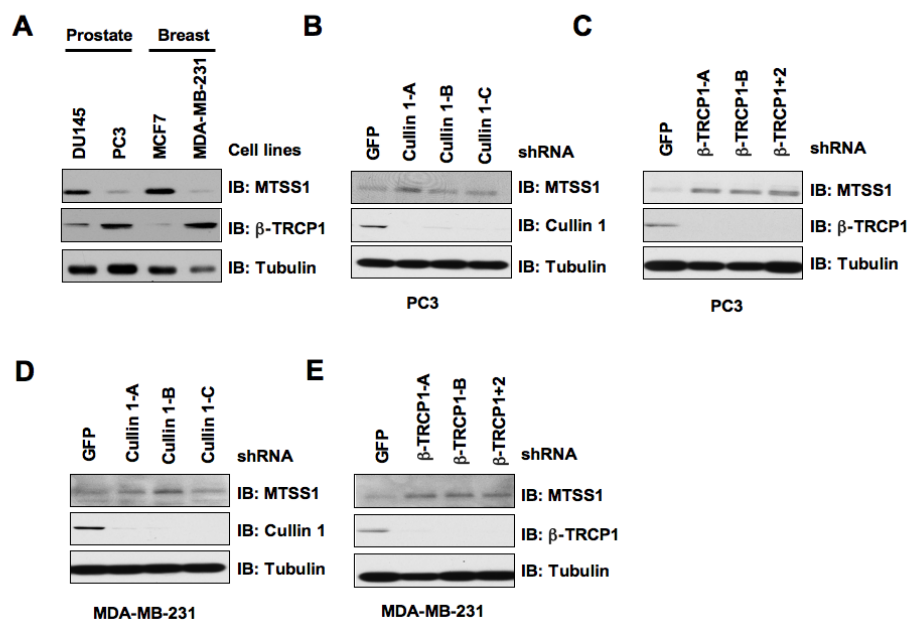 A
Prostate Breast
DU145
PC3
MCF7
MDA-MB-231
Cell lines
IB: MTSS1
IB: β-TRCP1
IB: Tubulin
B
GFP
Cullin 1-A
Cullin 1-B
Cullin 1-C
shRNA
IB: MTSS1
IB: Cullin 1
IB: Tubulin
PC3
C
GFP
β-TRCP1-A
β-TRCP1-B
β-TRCP1+2
shRNA
IB: MTSS1
IB: β-TRCP1
IB: Tubulin
PC3
D
GFP
Cullin 1-A
Cullin 1-B
Cullin 1-C
shRNA
IB: MTSS1
IB: Cullin 1
IB: Tubulin
MDA-MB-231
E
GFP
β-TRCP1-A
β-TRCP1-B
β-TRCP1+2
shRNA
IB: MTSS1
IB: β-TRCP1
IB: Tubulin
MDA-MB-231